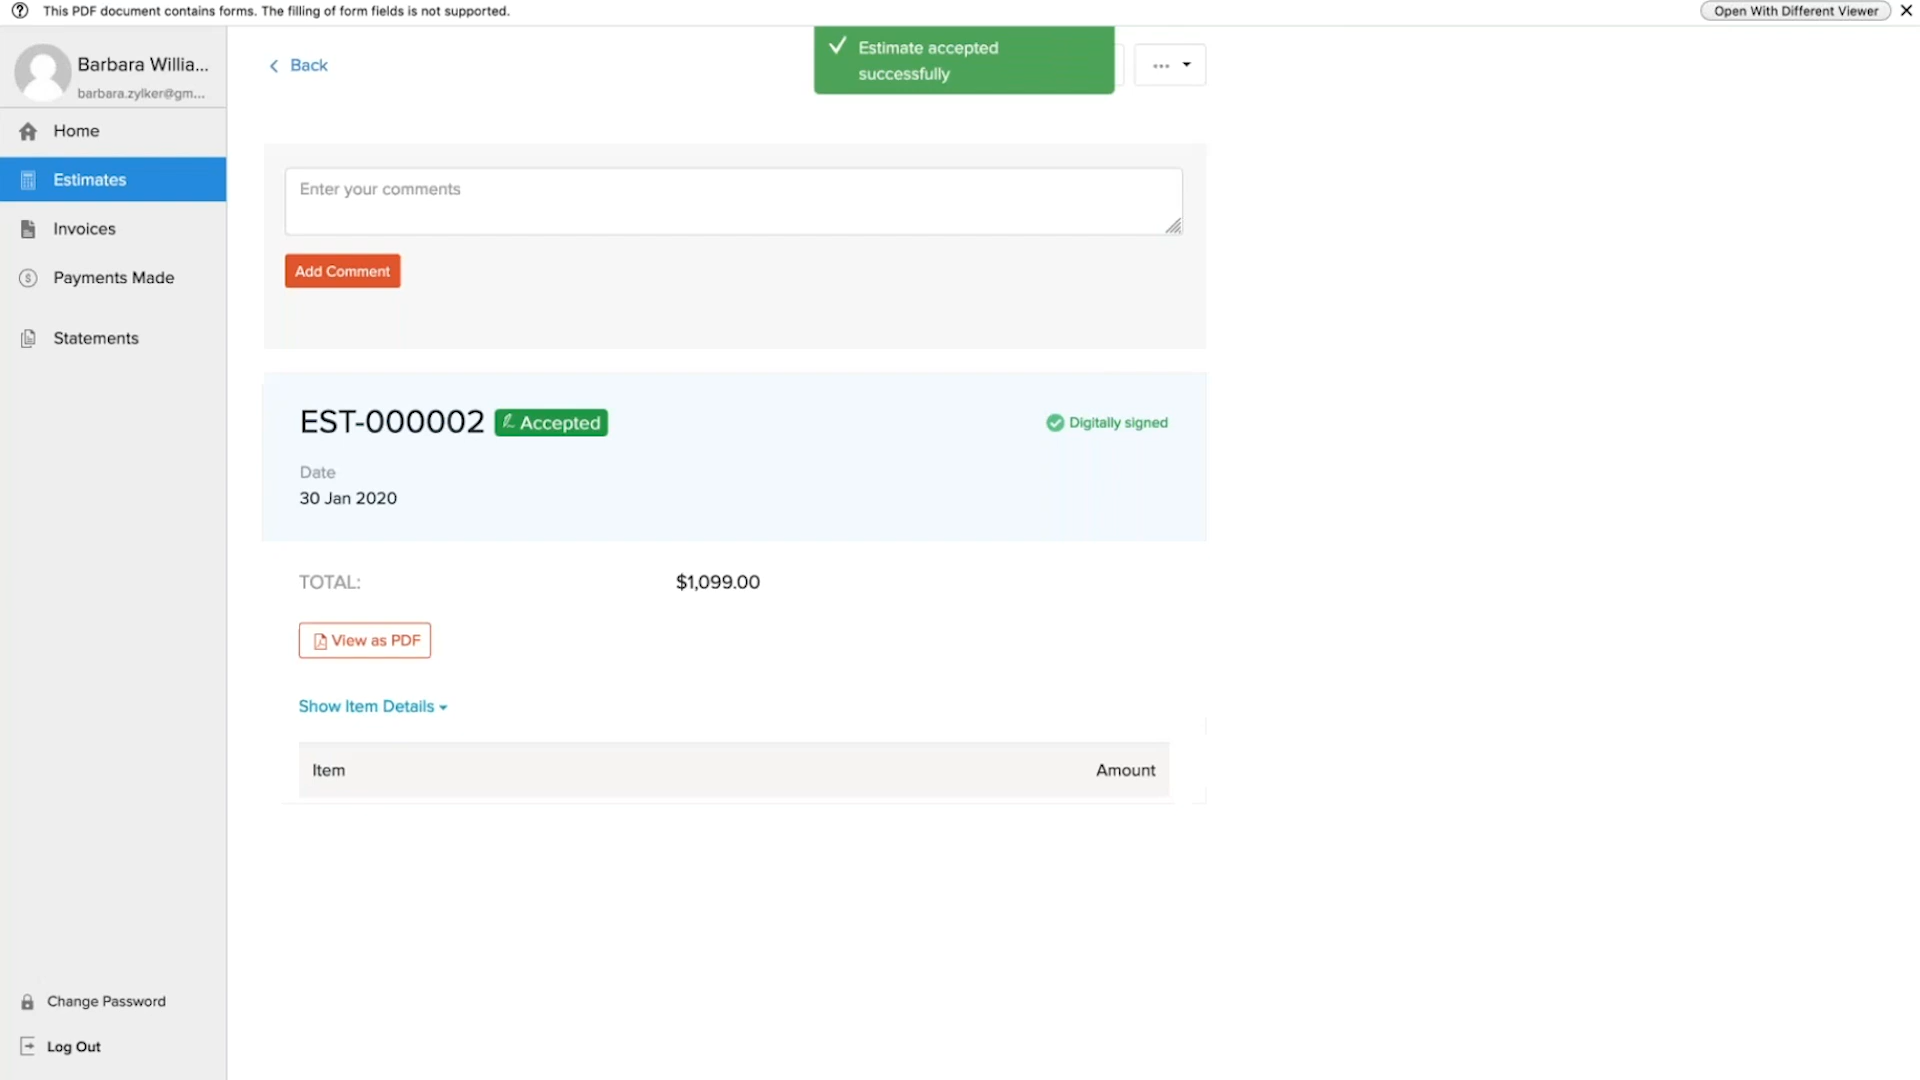 This PDF document contains forms. The filling of form fields is not supported.
Open With Different Viewer
Barbara Willia...
barbara.zylker@gm...
Home
Estimates
Invoices
Payments Made
Statements
Change Password
Log Out
Back
Estimate accepted
successfully
Enter your comments
Add Comment
EST-000002 Accepted
Digitally signed
Date
30 Jan 2020
TOTAL: $1,099.00
View as PDF
Show Item Details
Item Amount